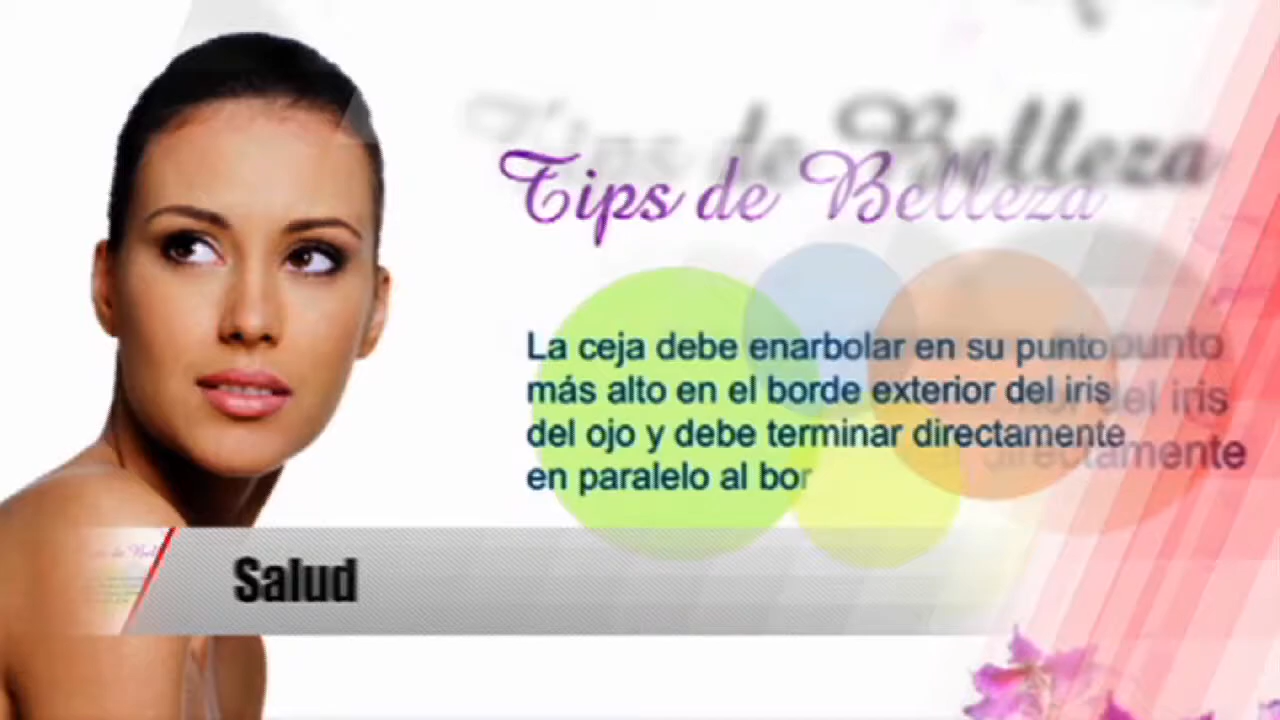 Tips de Belleza
La ceja debe enarbolar en su punto
más alto en el borde exterior del iris
del ojo y debe terminar directamente
en paralelo al bor
Salud